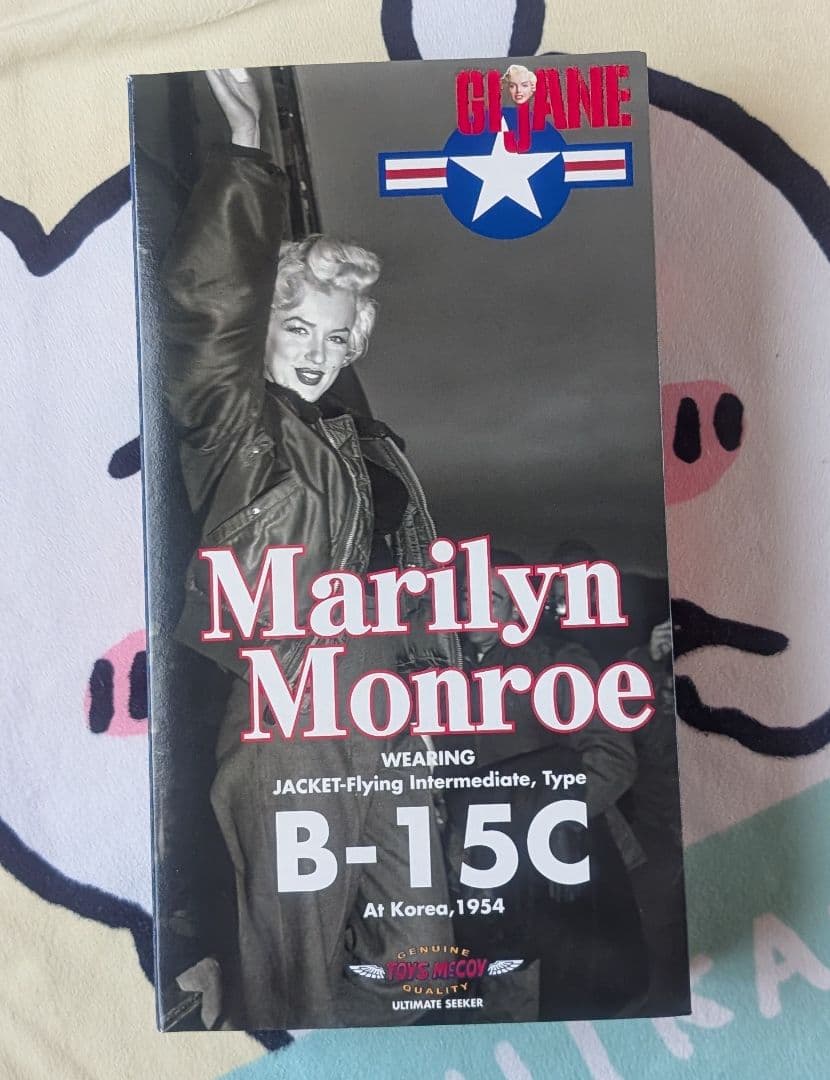 GI JANE
Marilyn
Monroe
WEARING
JACKET-Flying Intermediate, Type
B-15C
At Korea,1954
GENUINE
TOYS McCOY
QUALITY
ULTIMATE SEEKER
IKA